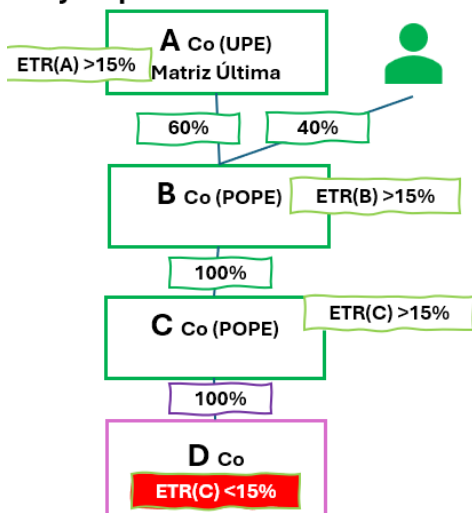 A Co (UPE)
Matriz Última
ETR(A) >15%
60%
40%
B Co (POPE)
ETR(B) >15%
100%
C Co (POPE)
ETR(C) >15%
100%
D Co
ETR(C) <15%